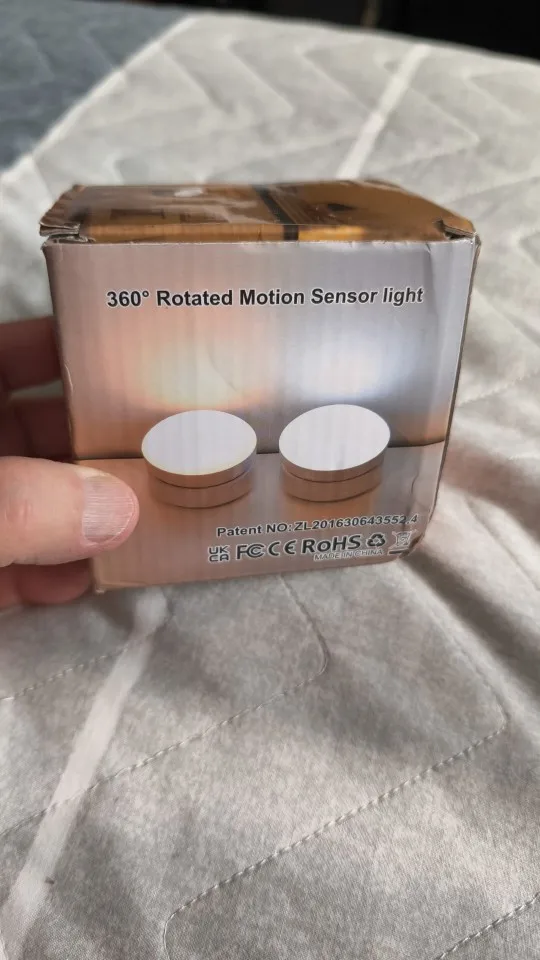 360° Rotated Motion Sensor light
Patent NO:ZL201630643552.4
UK CA FC CE RoHS
MADE IN CHINA